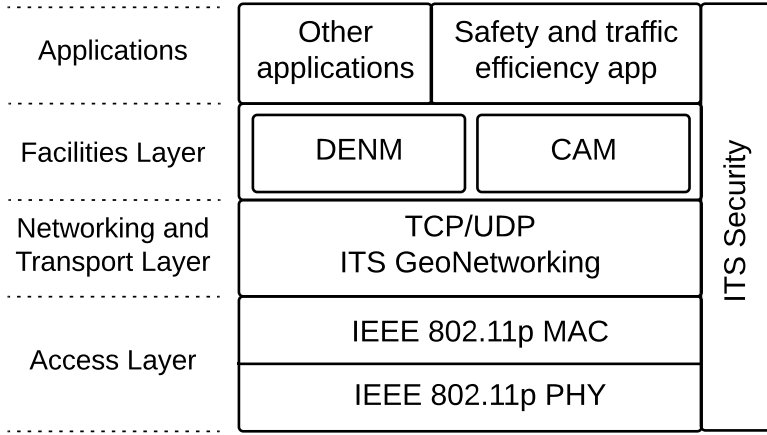 Applications
Other
applications
Safety and traffic
efficiency app
Facilities Layer
DENM
CAM
Networking and
Transport Layer
TCP/UDP
ITS GeoNetworking
Access Layer
IEEE 802.11p MAC
IEEE 802.11p PHY
ITS Security